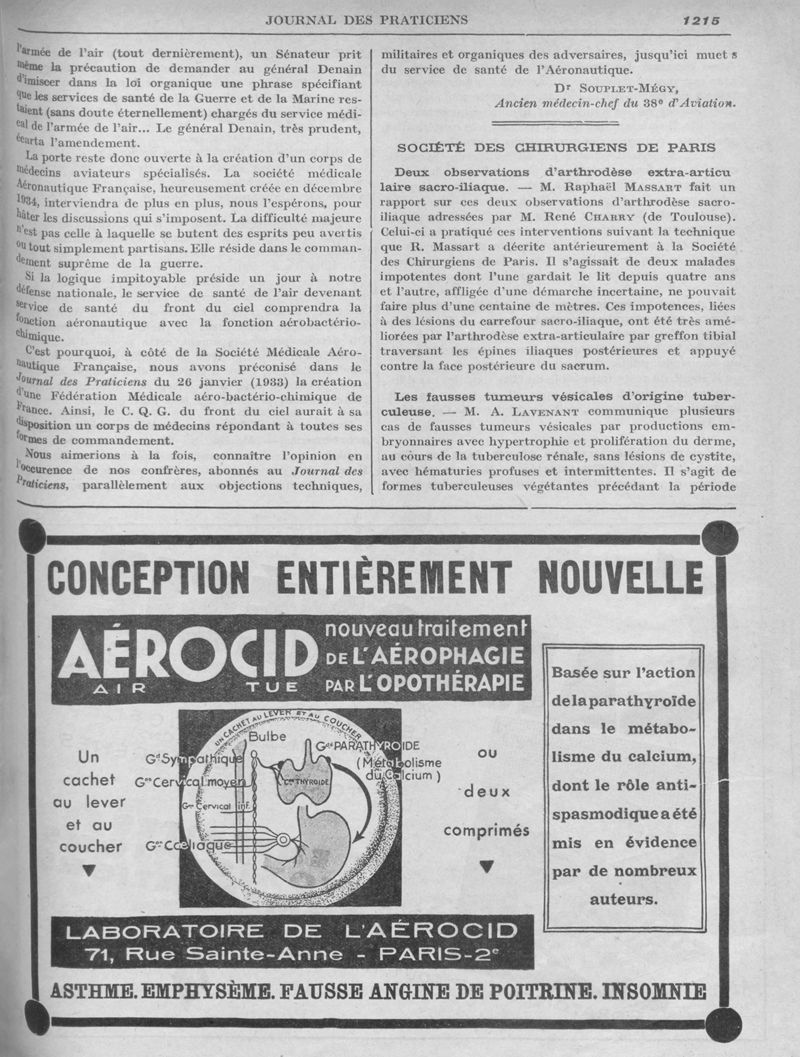 JOURNAL DES PRATICIENS 1215
l'armée de l'air (tout dernièrement), un Sénateur prit
même la précaution de demander au général Denain
d'imiscer dans la loi organique une phrase spécifiant
que les services de santé de la Guerre et de la Marine res-
taient (sans doute éternellement) chargés du service médi-
cal de l'armée de l'air... Le général Denain, très prudent,
écarta l'amendement.
La porte reste donc ouverte à la création d'un corps de
médecins aviateurs spécialisés. La société médicale
Aéronautique Française, heureusement créée en décembre
1934, interviendra de plus en plus, nous l'espérons, pour
hâter les discussions qui s'imposent. La difficulté majeure
n'est pas celle à laquelle se butent des esprits peu avertis
ou tout simplement partisans. Elle réside dans le comman-
dement suprême de la guerre.
Si la logique impitoyable préside un jour à notre
défense nationale, le service de santé de l'air devenant
service de santé du front du ciel comprendra la
fonction aéronautique avec la fonction aérobactério-
chimique.
C'est pourquoi, à côté de la Société Médicale Aéro-
nautique Française, nous avons préconisé dans le
Journal des Praticiens du 26 janvier (1933) la création
d'une Fédération Médicale aéro-bactério-chimique de
France. Ainsi, le C. Q. G. du front du ciel aurait à sa
disposition un corps de médecins répondant à toutes ses
formes de commandement.
Nous aimerions à la fois, connaître l'opinion en
l'occurence de nos confrères, abonnés au Journal des
Praticiens, parallèlement aux objections techniques,
militaires et organiques des adversaires, jusqu'ici muet s
du service de santé de l'Aéronautique.
Dr SOUPLET-MÉGY,
Ancien médecin-chef du 38e d'Aviation.
SOCIÉTÉ DES CHIRURGIENS DE PARIS
Deux observations d'arthrodèse extra-articu
laire sacro-iliaque. — M. Raphaël MASSART fait un
rapport sur ces deux observations d'arthrodèse sacro-
iliaque adressées par M. René CHARRY (de Toulouse).
Celui-ci a pratiqué ces interventions suivant la technique
que R. Massart a décrite antérieurement à la Société
des Chirurgiens de Paris. Il s'agissait de deux malades
impotentes dont l'une gardait le lit depuis quatre ans
et l'autre, affligée d'une démarche incertaine, ne pouvait
faire plus d'une centaine de mètres. Ces impotences, liées
à des lésions du carrefour sacro-iliaque, ont été très amé-
liorées par l'arthrodèse extra-articulaire par greffon tibial
traversant les épines iliaques postérieures et appuyé
contre la face postérieure du sacrum.
Les fausses tumeurs vésicales d'origine tuber-
culeuse. — M. A. LAVENANT communique plusieurs
cas de fausses tumeurs vésicales par productions em-
bryonnaires avec hypertrophie et prolifération du derme,
au cours de la tuberculose rénale, sans lésions de cystite,
avec hématuries profuses et intermittentes. Il s'agit de
formes tuberculeuses végétantes précédant la période
CONCEPTION ENTIÈREMENT NOUVELLE
AÉROCID
AIR TUE
nouveau traitement
DE L'AÉROPHAGIE
PAR L'OPOTHÉRAPIE
Un
cachet
au lever
et au
coucher
UN CACHET AU LEVER ET AU COUCHER
Bulbe
Gd Sympathique
Gon Cervical moyen
Gon Cervical inf.
Gon Cœliaque
Gde PARATHYROIDE
(Métabolisme
du Calcium)
Cps THYROIDE
ou
deux
comprimés
Basée sur l'action
de la parathyroïde
dans le métabo-
lisme du calcium,
dont le rôle anti-
spasmodique a été
mis en évidence
par de nombreux
auteurs.
LABORATOIRE DE L'AÉROCID
71, Rue Sainte-Anne - PARIS-2e
ASTHME. EMPHYSÈME. FAUSSE ANGINE DE POITRINE. INSOMNIE